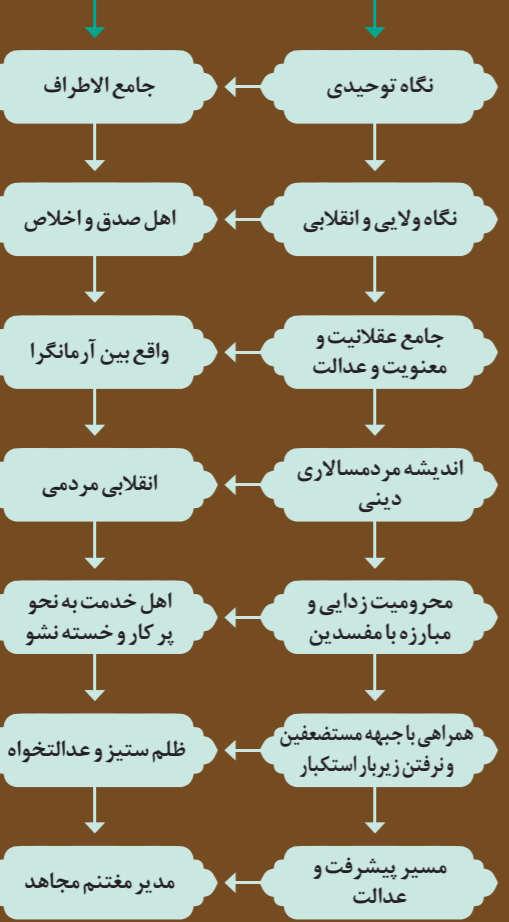 نگاه توحیدی
جامع الاطراف
نگاه ولایی و انقلابی
اهل صدق و اخلاص
جامع عقلانیت و
معنویت و عدالت
واقع بین آرمانگرا
اندیشه مردمسالاری
دینی
انقلابی مردمی
محرومیت زدایی و
مبارزه با مفسدین
اهل خدمت به نحو
پر کار و خسته نشو
همراهی با جبهه مستضعفین
و نرفتن زیربار استکبار
ظلم ستیز و عدالتخواه
مسیر پیشرفت و
عدالت
مدیر مغتنم مجاهد